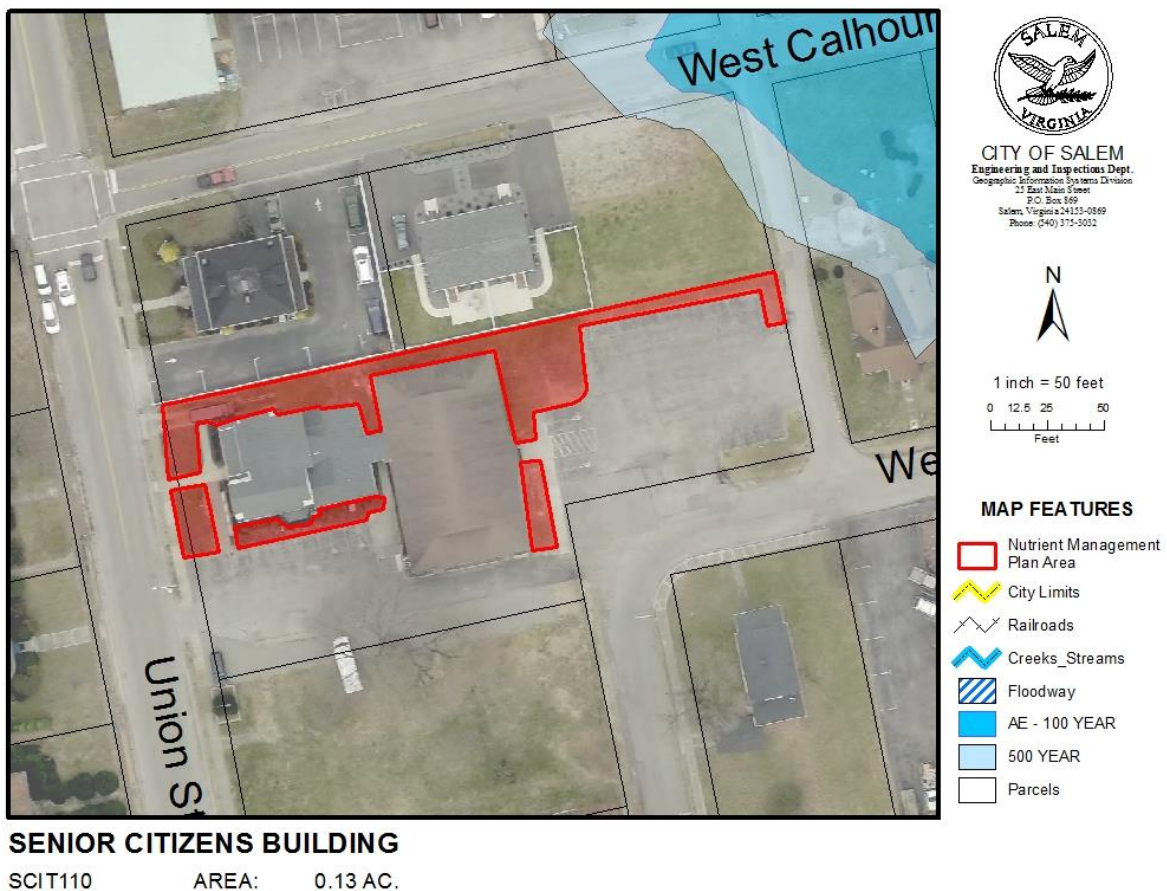 West Calhour
We
Union St
SALEM
VIRGINIA
CITY OF SALEM
Engineering and Inspections Dept.
Geographic Information Systems Division
25 East Main Street
P.O. Box 869
Salem, Virginia 24153-0869
Phone: (540) 375-3032
N
1 inch = 50 feet
0 12.5 25 50
Feet
MAP FEATURES
Nutrient Management
Plan Area
City Limits
Railroads
Creeks_Streams
Floodway
AE - 100 YEAR
500 YEAR
Parcels
SENIOR CITIZENS BUILDING
SCIT110 AREA: 0.13 AC.